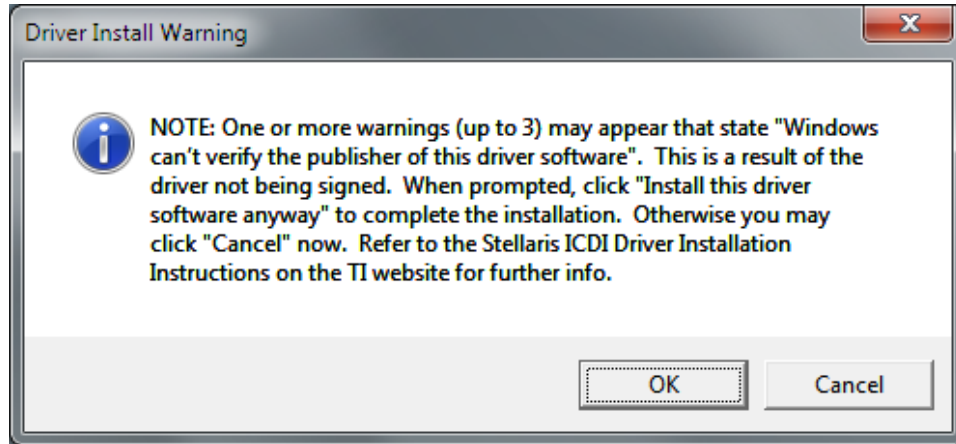 Driver Install Warning
NOTE: One or more warnings (up to 3) may appear that state "Windows
can't verify the publisher of this driver software".  This is a result of the
driver not being signed.  When prompted, click "Install this driver
software anyway" to complete the installation.  Otherwise you may
click "Cancel" now.  Refer to the Stellaris ICDI Driver Installation
Instructions on the TI website for further info.
OK
Cancel